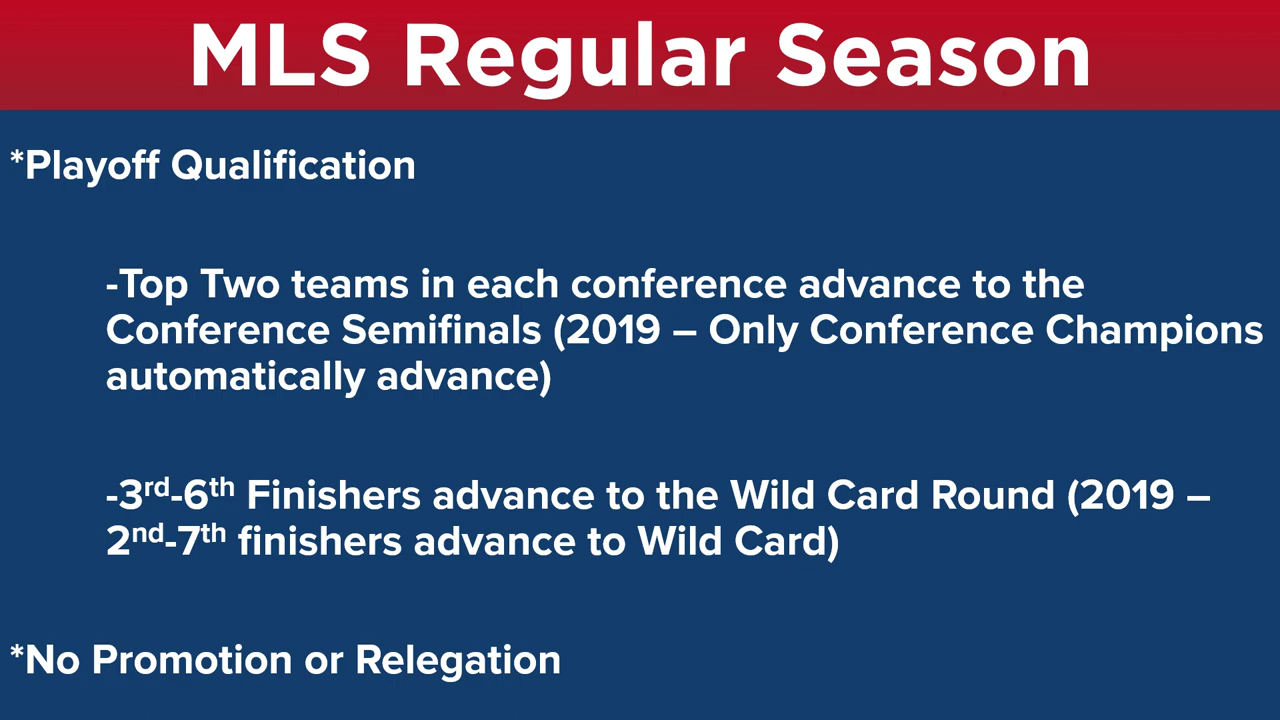 MLS Regular Season
*Playoff Qualification
-Top Two teams in each conference advance to the
Conference Semifinals (2019 – Only Conference Champions
automatically advance)
-3rd-6th Finishers advance to the Wild Card Round (2019 –
2nd-7th finishers advance to Wild Card)
*No Promotion or Relegation